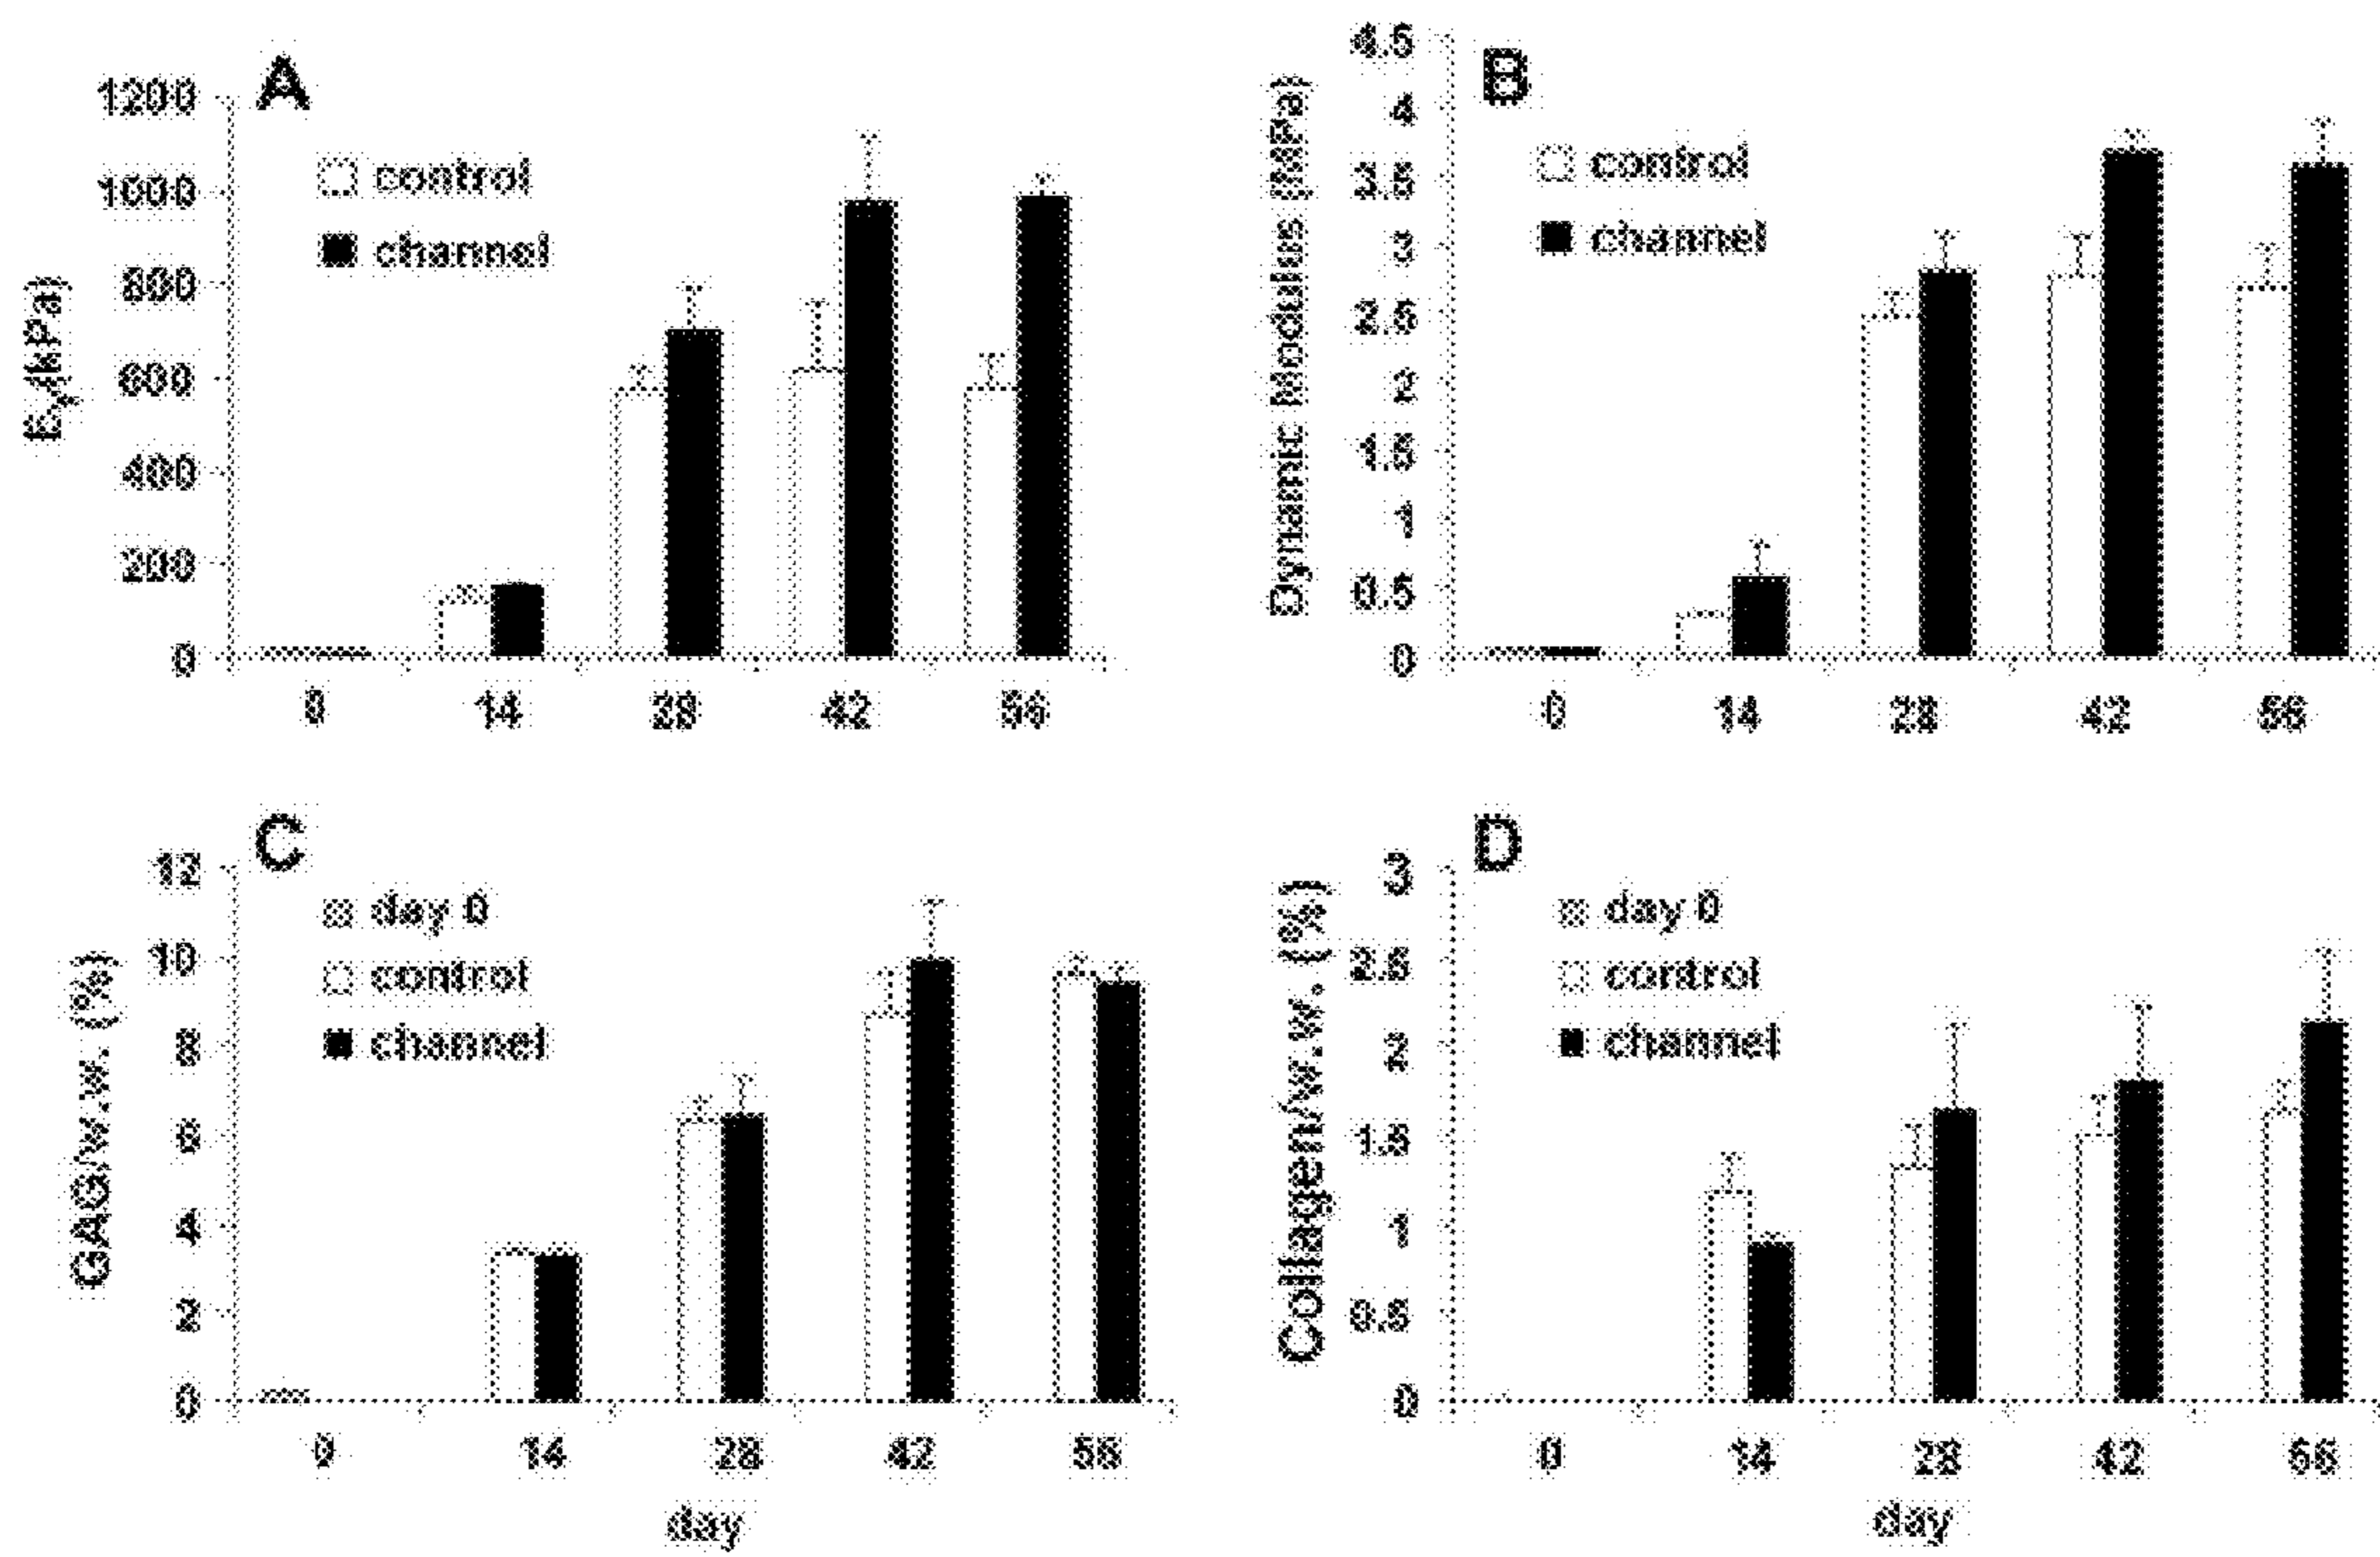 A
1200
1000
800
600
400
200
0
EY(kPa)
control
channel
0 14 28 42 56
B
4.5
4
3.5
3
2.5
2
1.5
1
0.5
0
Dynamic Modulus (MPa)
control
channel
0 14 28 42 56
C
12
10
8
6
4
2
0
GAG/w.w. (%)
day 0
control
channel
0 14 28 42 56
day
D
3
2.5
2
1.5
1
0.5
0
Collagen/w.w. (%)
day 0
control
channel
0 14 28 42 56
day